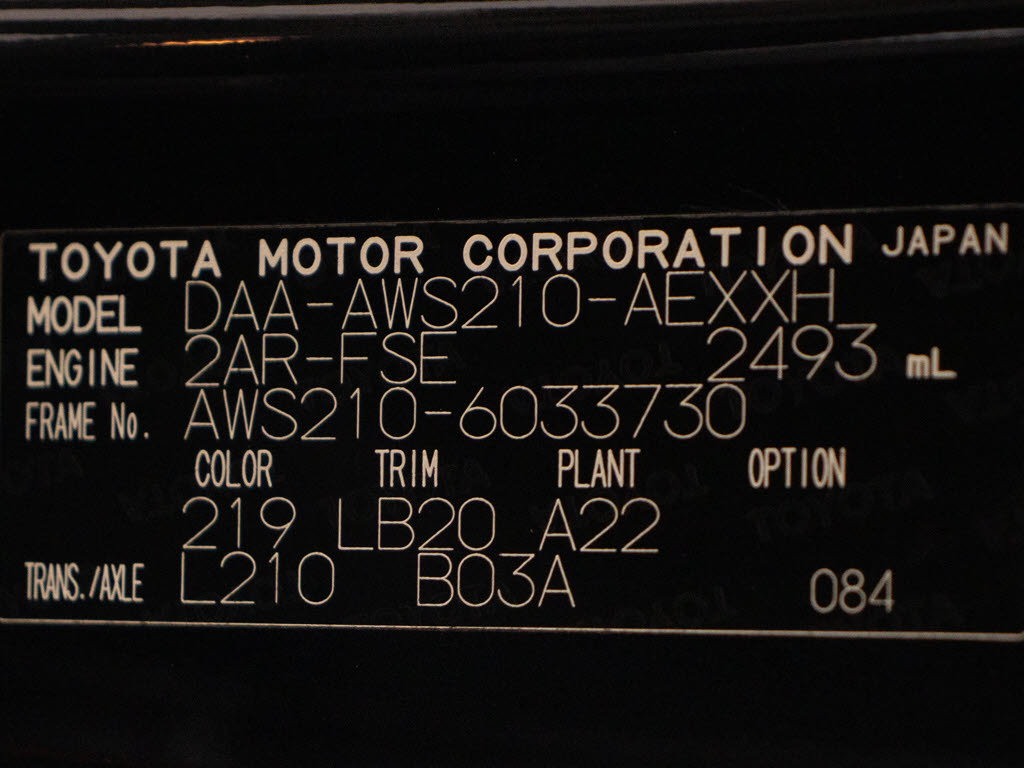 TOYOTA MOTOR CORPORATION JAPAN
MODEL DAA-AWS210-AEXXH
ENGINE 2AR-FSE 2493 mL
FRAME No. AWS210-6033730
COLOR TRIM PLANT OPTION
219 LB20 A22
TRANS./AXLE L210 B03A 084